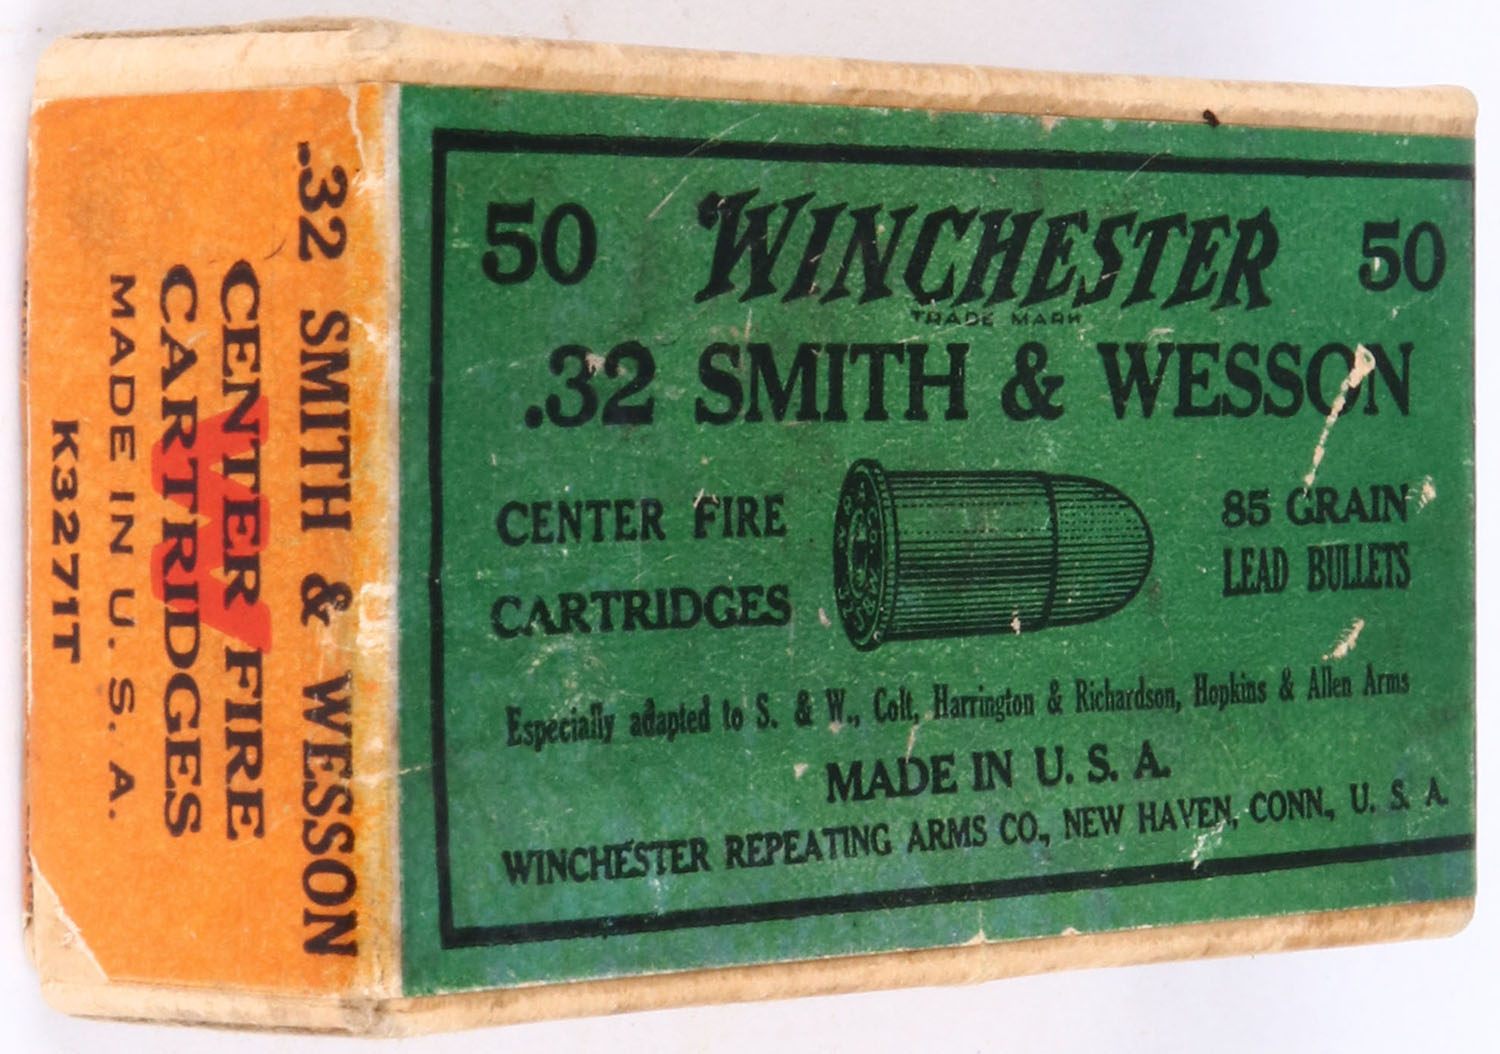 50 WINCHESTER 50
TRADE MARK
.32 SMITH & WESSON
CENTER FIRE
CARTRIDGES
85 GRAIN
LEAD BULLETS
Especially adapted to S. & W., Colt, Harrington & Richardson, Hopkins & Allen Arms
MADE IN U. S. A.
WINCHESTER REPEATING ARMS CO., NEW HAVEN, CONN., U. S. A.
.32 SMITH & WESSON
W
CENTER FIRE
CARTRIDGES
MADE IN U. S. A.
K3271T